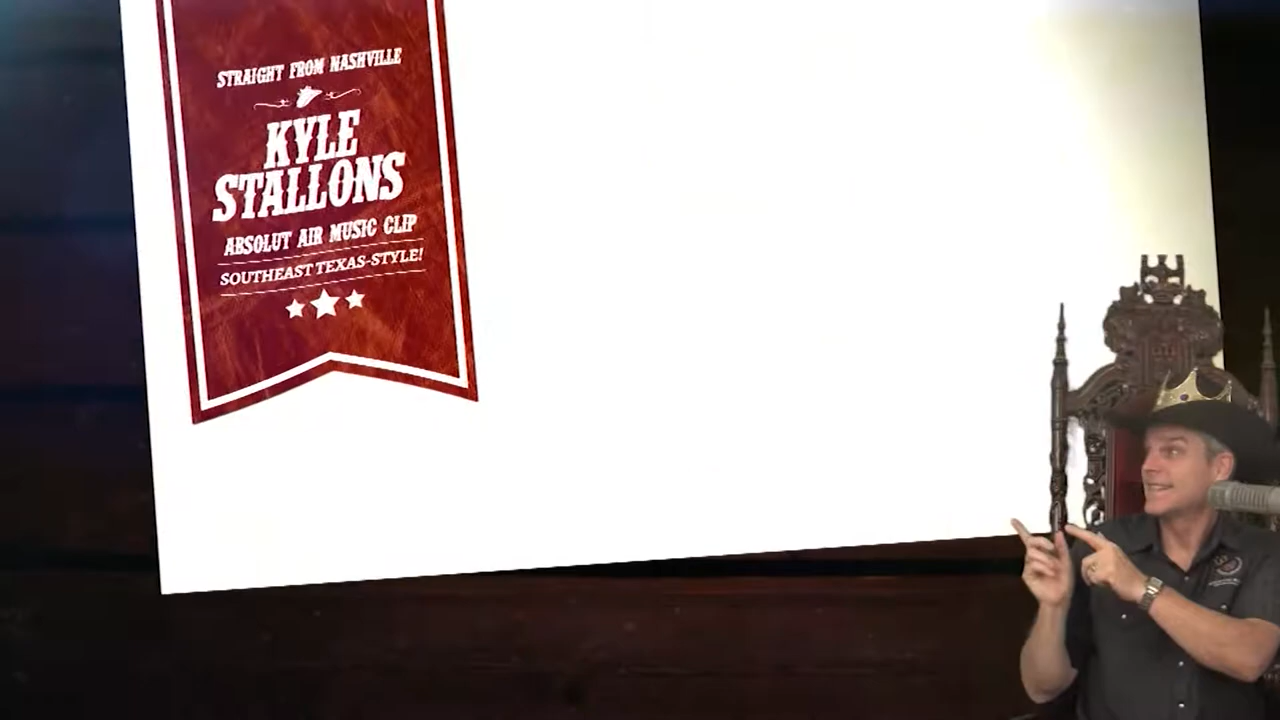 STRAIGHT FROM NASHVILLE
KYLE
STALLONS
ABSOLUT AIR MUSIC CLIP
SOUTHEAST TEXAS-STYLE!